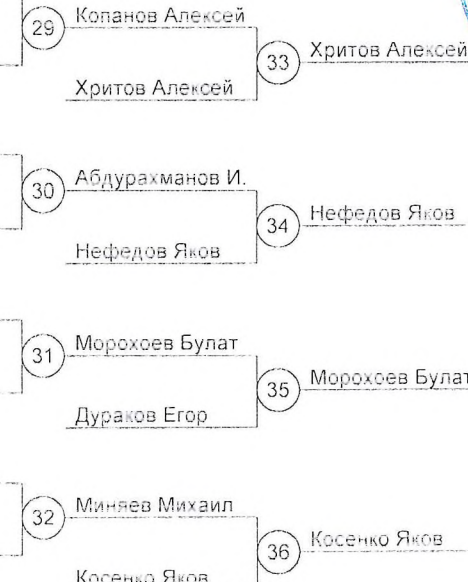 29
Копанов Алексей
33
Хритов Алексей
Хритов Алексей
30
Абдурахманов И.
34
Нефедов Яков
Нефедов Яков
31
Морохоев Булат
35
Морохоев Булат
Дураков Егор
32
Миняев Михаил
36
Косенко Яков
Косенко Яков